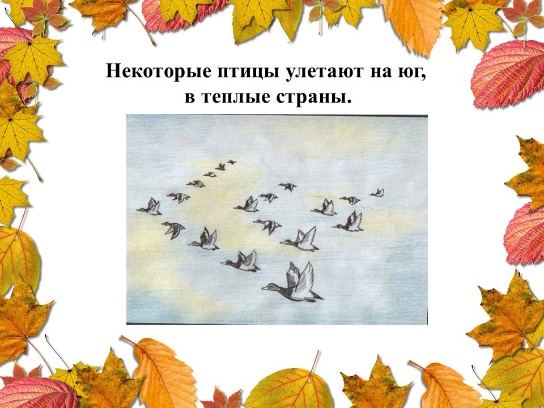 Некоторые птицы улетают на юг,
в теплые страны.